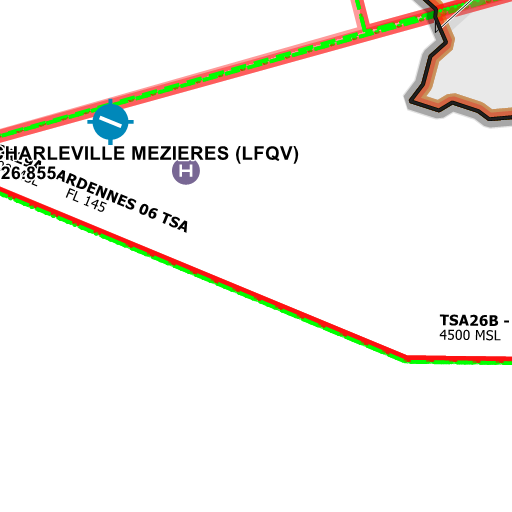 CHARLEVILLE MEZIERES (LFQV)
26.855
ARDENNES 06 TSA
FL 145
H
TSA26B -
4500 MSL